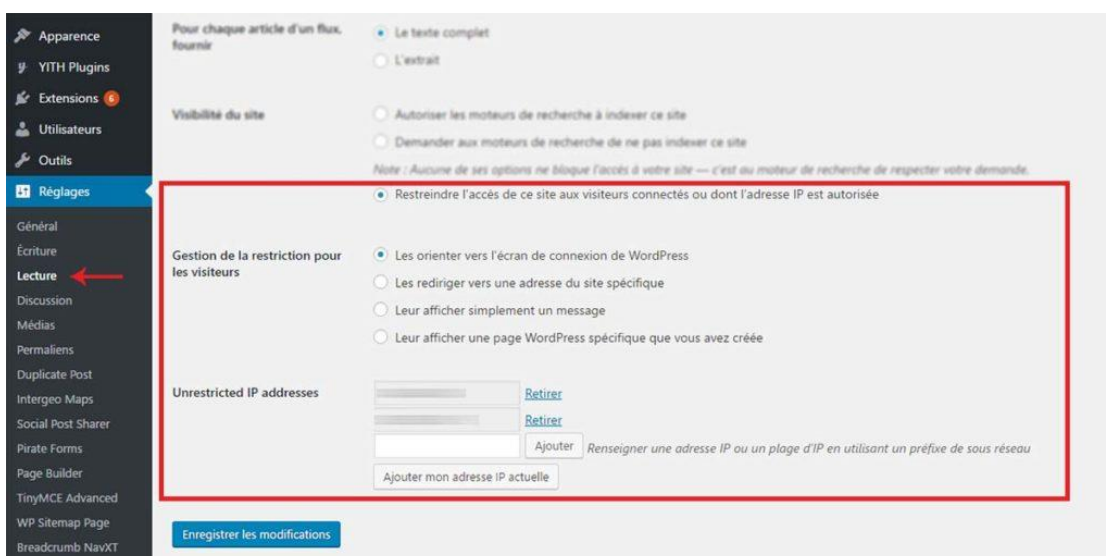 Apparence
YITH Plugins
Extensions 6
Utilisateurs
Outils
Réglages
Général
Écriture
Lecture
Discussion
Médias
Permaliens
Duplicate Post
Intergeo Maps
Social Post Sharer
Pirate Forms
Page Builder
TinyMCE Advanced
WP Sitemap Page
Breadcrumb NavXT
Pour chaque article d'un flux,
fournir
Le texte complet
L'extrait
Visibilité du site
Autoriser les moteurs de recherche à indexer ce site
Demander aux moteurs de recherche de ne pas indexer ce site
Note : Aucune de ses options ne bloque l'accès à votre site — c'est au moteur de recherche de respecter votre demande.
Restreindre l'accès de ce site aux visiteurs connectés ou dont l'adresse IP est autorisée
Gestion de la restriction pour
les visiteurs
Les orienter vers l'écran de connexion de WordPress
Les rediriger vers une adresse du site spécifique
Leur afficher simplement un message
Leur afficher une page WordPress spécifique que vous avez créée
Unrestricted IP addresses
Retirer
Retirer
Ajouter Renseigner une adresse IP ou un plage d'IP en utilisant un préfixe de sous réseau
Ajouter mon adresse IP actuelle
Enregistrer les modifications